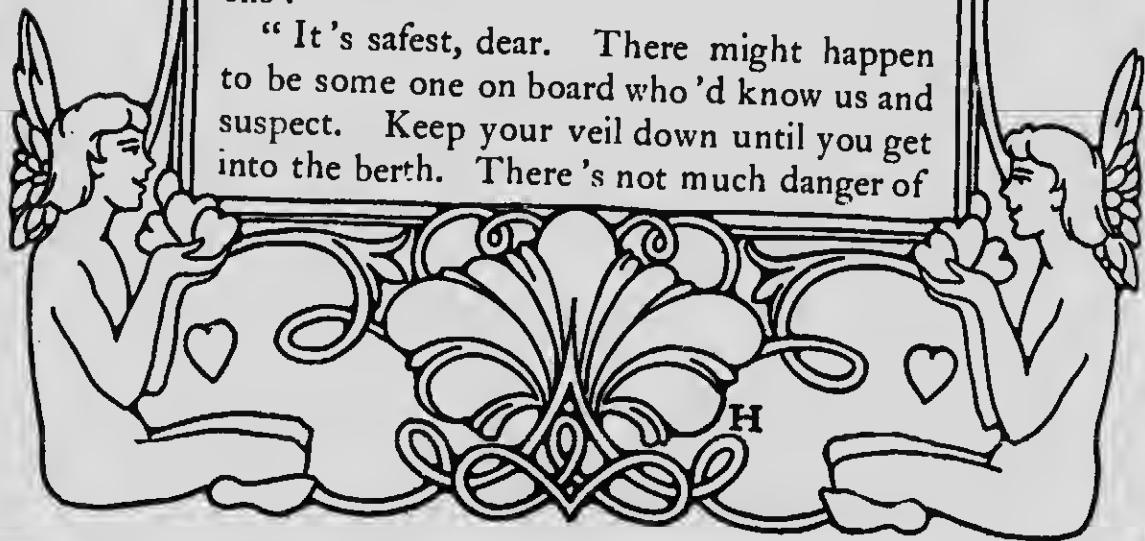 “ It 's safest, dear. There might happen
to be some one on board who 'd know us and
suspect. Keep your veil down until you get
into the berth. There 's not much danger of
H